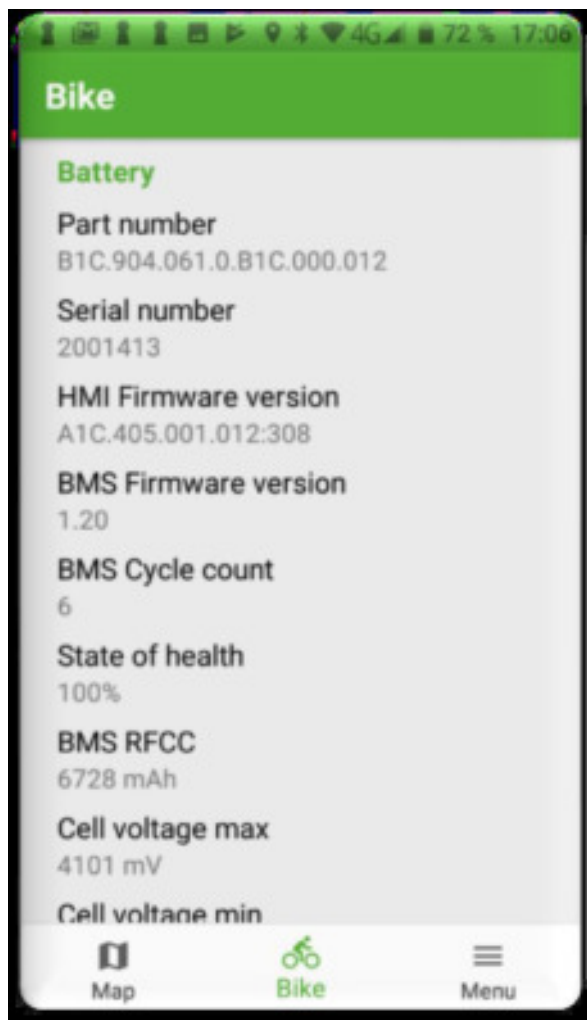 4G 72 % 17:06
Bike
Battery
Part number
B1C.904.061.0.B1C.000.012
Serial number
2001413
HMI Firmware version
A1C.405.001.012:308
BMS Firmware version
1.20
BMS Cycle count
6
State of health
100%
BMS RFCC
6728 mAh
Cell voltage max
4101 mV
Cell voltage min
Map Bike Menu